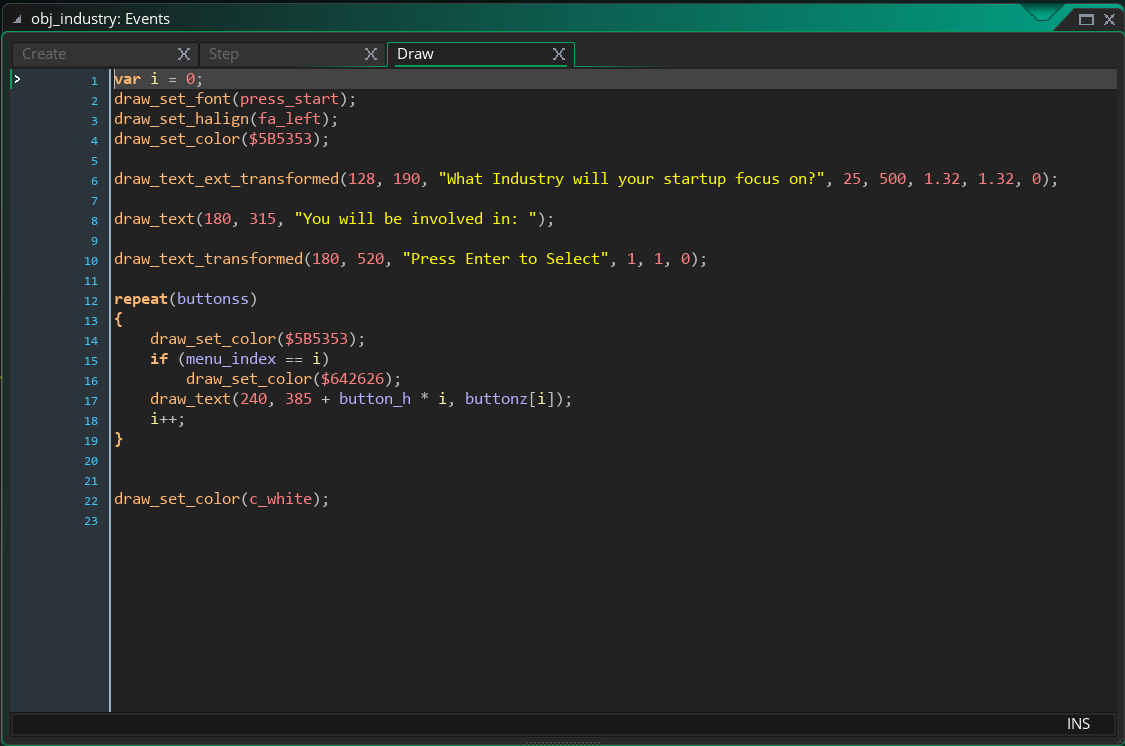 obj_industry: Events
Create X Step X Draw X
1 var i = 0;
2 draw_set_font(press_start);
3 draw_set_halign(fa_left);
4 draw_set_color($5B5353);
5
6 draw_text_ext_transformed(128, 190, "What Industry will your startup focus on?", 25, 500, 1.32, 1.32, 0);
7
8 draw_text(180, 315, "You will be involved in: ");
9
10 draw_text_transformed(180, 520, "Press Enter to Select", 1, 1, 0);
11
12 repeat(buttonss)
13 {
14     draw_set_color($5B5353);
15     if (menu_index == i)
16         draw_set_color($642626);
17     draw_text(240, 385 + button_h * i, buttonz[i]);
18     i++;
19 }
20
21
22 draw_set_color(c_white);
23
INS